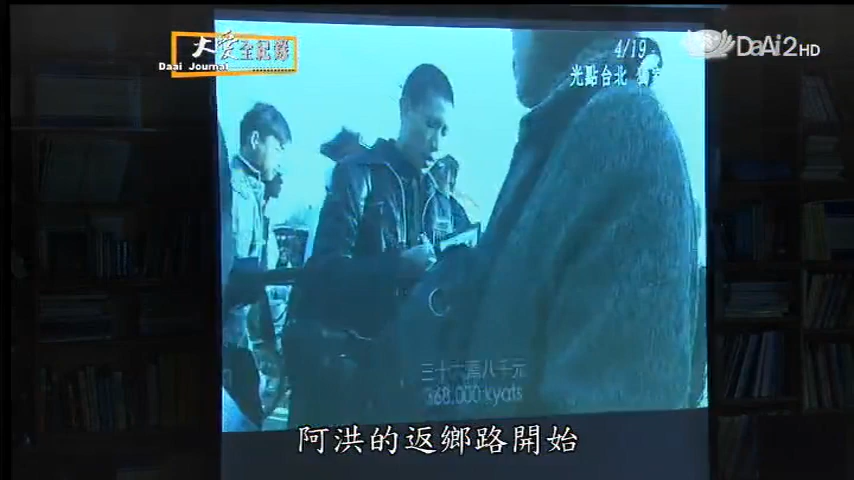 大愛全紀錄
Daai Journal
DaAi2HD
4/19
光點台北
三十六萬八千元
368,000 kyats
阿洪的返鄉路開始